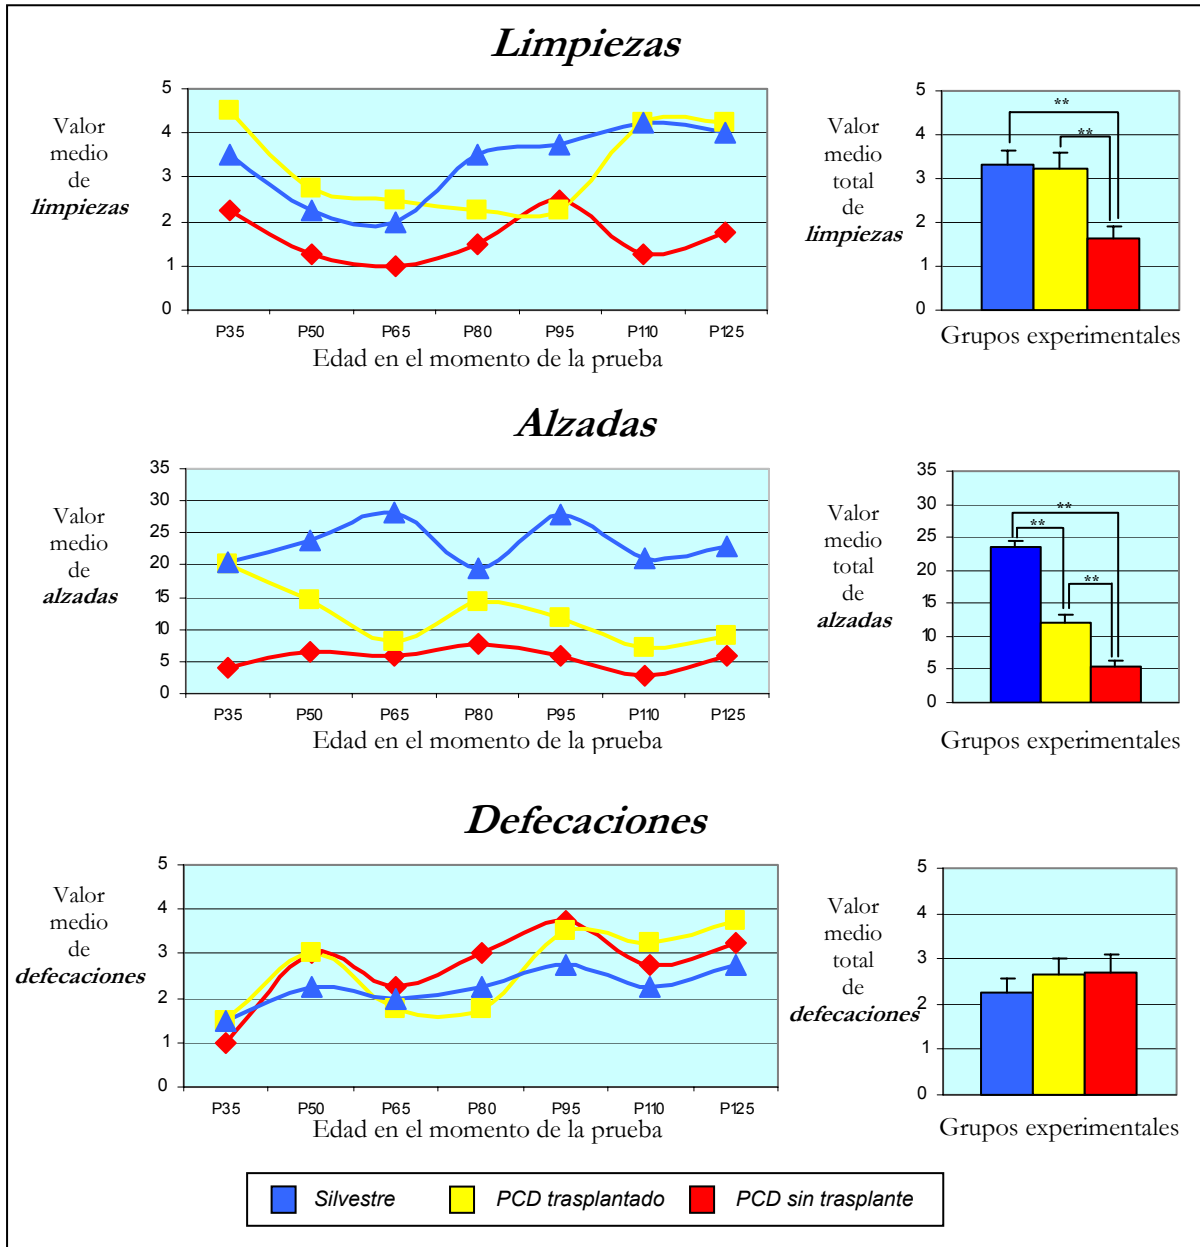 Limpiezas
Valor
medio
de
limpiezas
5
4
3
2
1
0
P35 P50 P65 P80 P95 P110 P125
Edad en el momento de la prueba
Valor
medio
total
de
limpiezas
5
4
3
2
1
0
**
**
Grupos experimentales
Alzadas
Valor
medio
de
alzadas
35
30
25
20
15
10
5
0
P35 P50 P65 P80 P95 P110 P125
Edad en el momento de la prueba
Valor
medio
total
de
alzadas
35
30
25
20
15
10
5
0
**
**
**
Grupos experimentales
Defecaciones
Valor
medio
de
defecaciones
5
4
3
2
1
0
P35 P50 P65 P80 P95 P110 P125
Edad en el momento de la prueba
Valor
medio
total
de
defecaciones
5
4
3
2
1
0
Grupos experimentales
Silvestre PCD trasplantado PCD sin trasplante